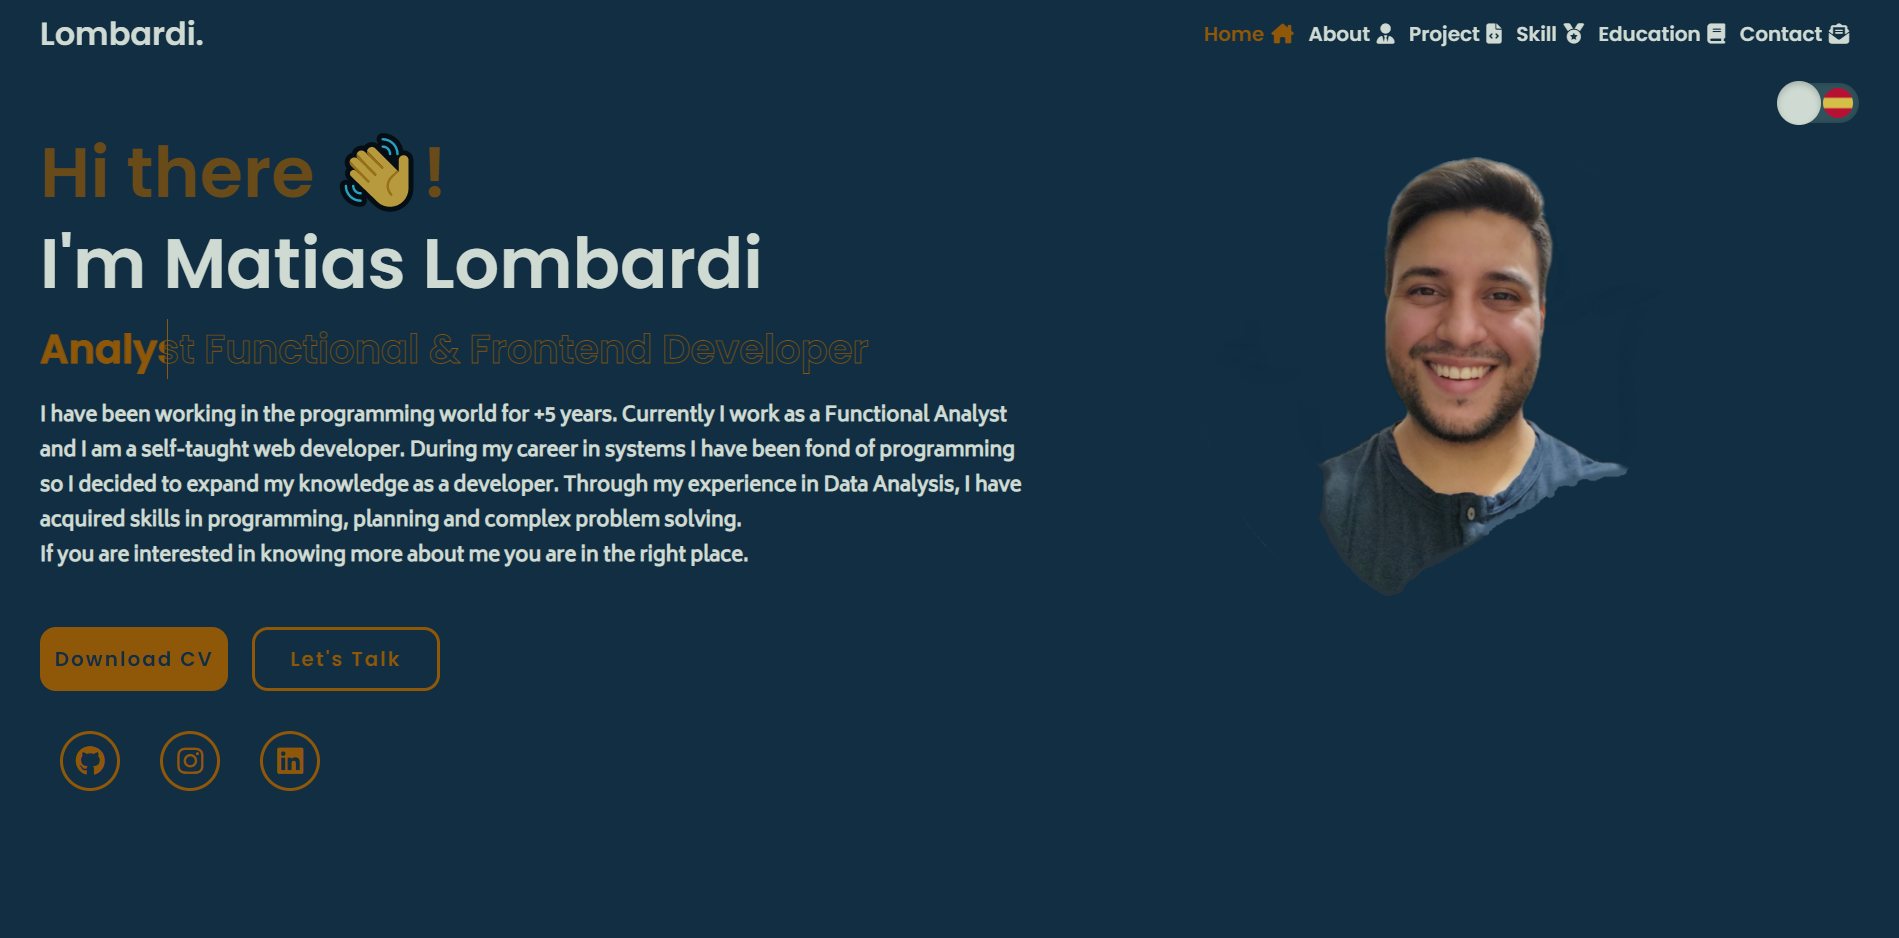 Lombardi.
Home About Project Skill Education Contact
Hi there 👋!
I'm Matias Lombardi
Analyst Functional & Frontend Developer
I have been working in the programming world for +5 years. Currently I work as a Functional Analyst
and I am a self-taught web developer. During my career in systems I have been fond of programming
so I decided to expand my knowledge as a developer. Through my experience in Data Analysis, I have
acquired skills in programming, planning and complex problem solving.
If you are interested in knowing more about me you are in the right place.
Download CV Let's Talk